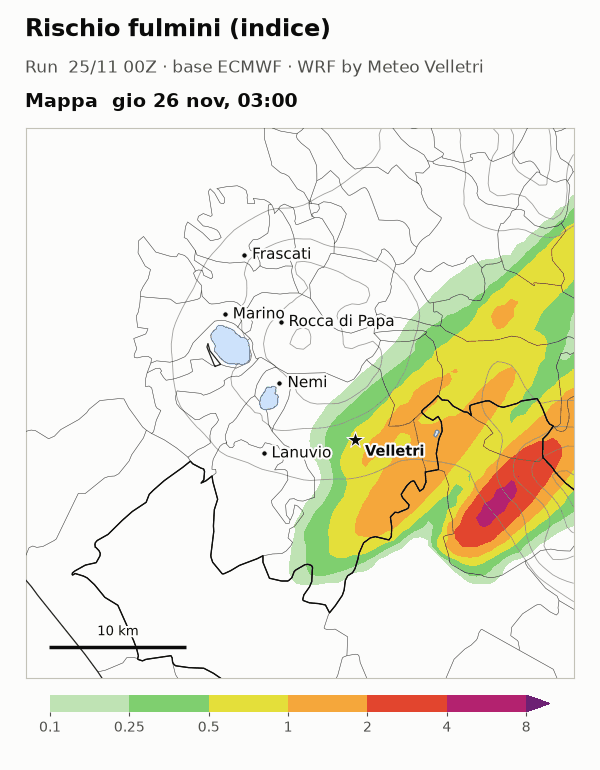 Rischio fulmini (indice)
Run 25/11 00Z · base ECMWF · WRF by Meteo Velletri
Mappa gio 26 nov, 03:00
Frascati
Marino
Rocca di Papa
Nemi
Velletri
Lanuvio
10 km
0.1 0.25 0.5 1 2 4 8